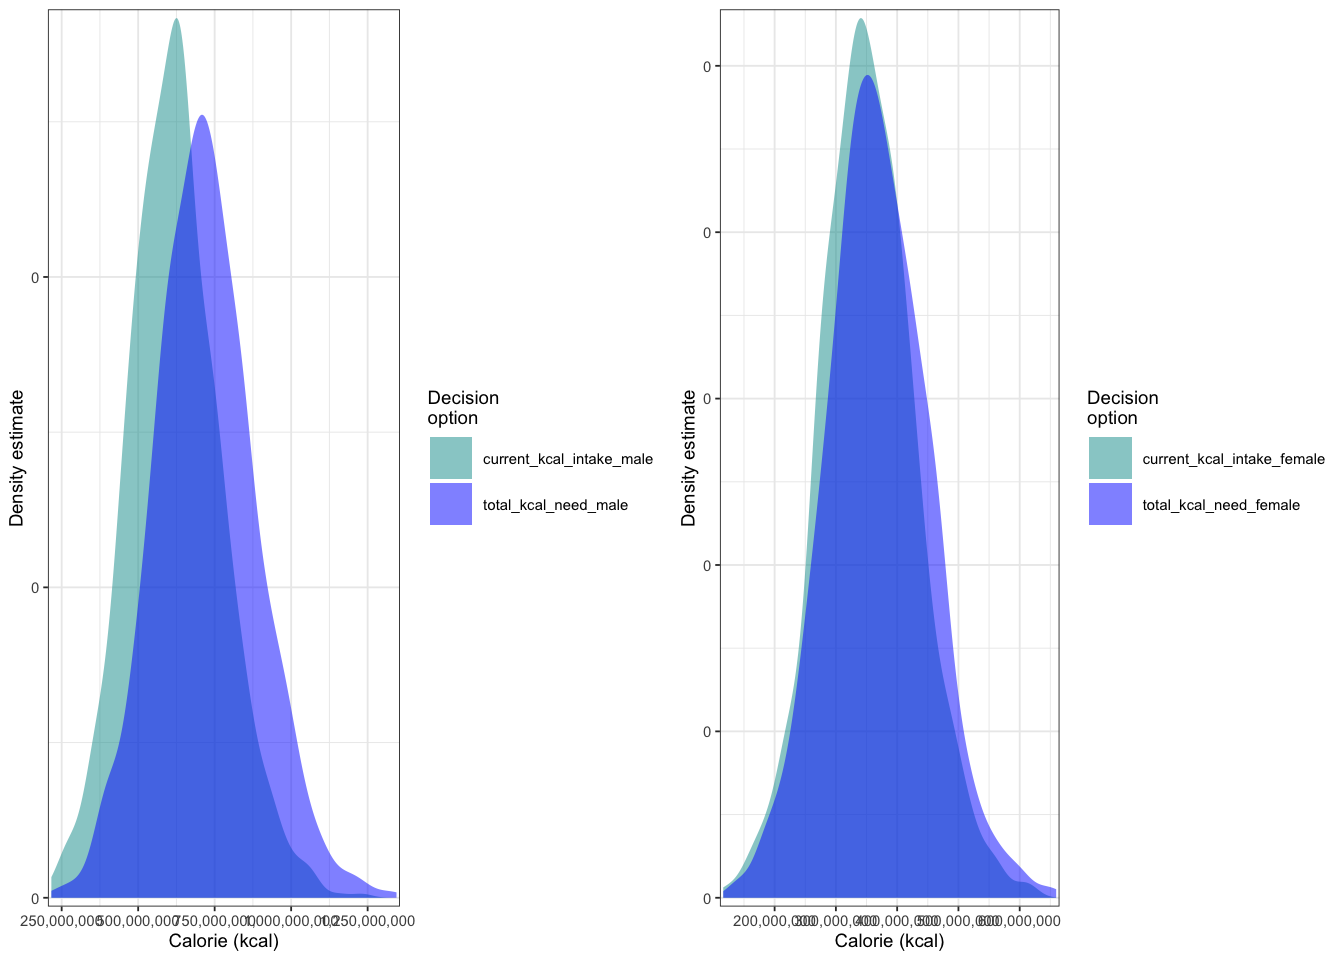 0
0
0
Density estimate
250,000,000
500,000,000
750,000,000
1,000,000,000
1,250,000,000
Calorie (kcal)
Decision
option
current_kcal_intake_male
total_kcal_need_male
0
0
0
0
0
0
Density estimate
200,000,000
300,000,000
400,000,000
500,000,000
600,000,000
Calorie (kcal)
Decision
option
current_kcal_intake_female
total_kcal_need_female